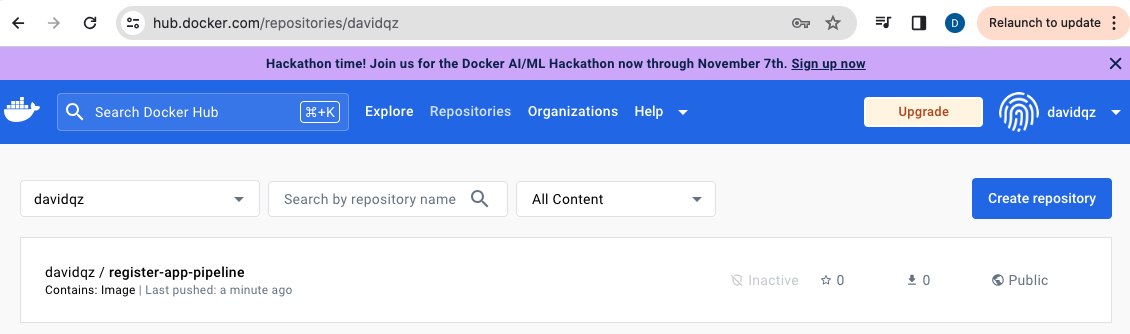 hub.docker.com/repositories/davidqz
D
Relaunch to update
Hackathon time! Join us for the Docker AI/ML Hackathon now through November 7th. Sign up now
Search Docker Hub
⌘+K
Explore
Repositories
Organizations
Help
Upgrade
davidqz
davidqz
Search by repository name
All Content
Create repository
davidqz / register-app-pipeline
Contains: Image | Last pushed: a minute ago
Inactive
0
0
Public